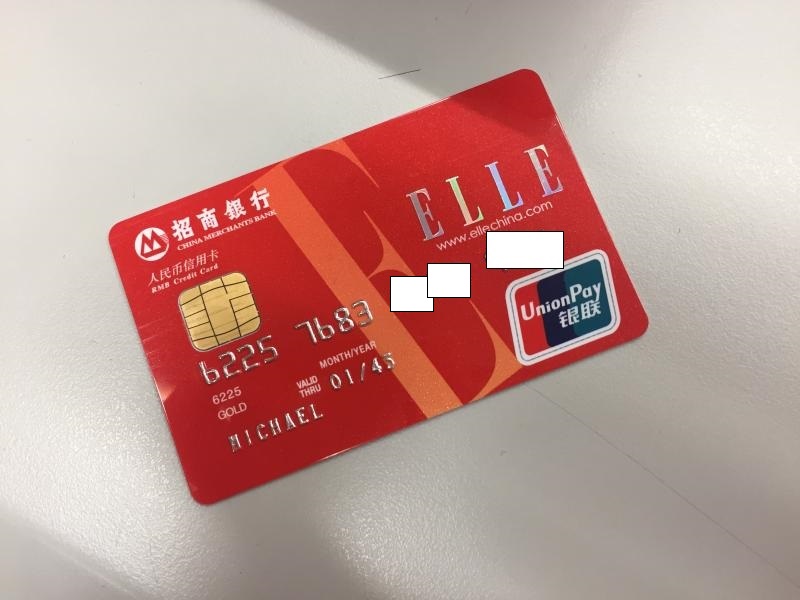 ELLE
www.ellechina.com
招商銀行
CHINA MERCHANTS BANK
人民币信用卡
RMB Credit Card
UnionPay
银联
6225 7683
6225
MONTH/YEAR
VALID
THRU
01/45
GOLD
MICHAEL